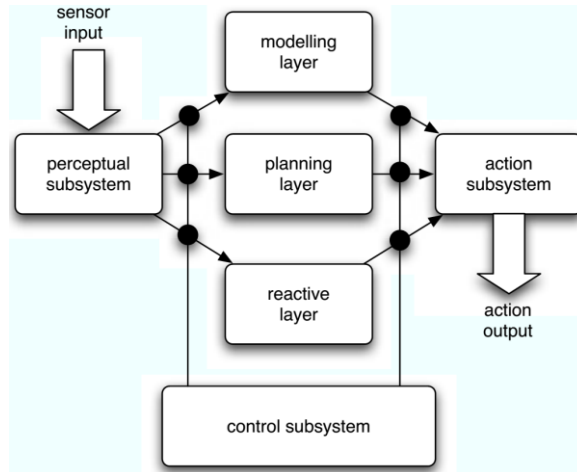 sensor
input
modelling
layer
perceptual
subsystem
planning
layer
action
subsystem
reactive
layer
action
output
control subsystem